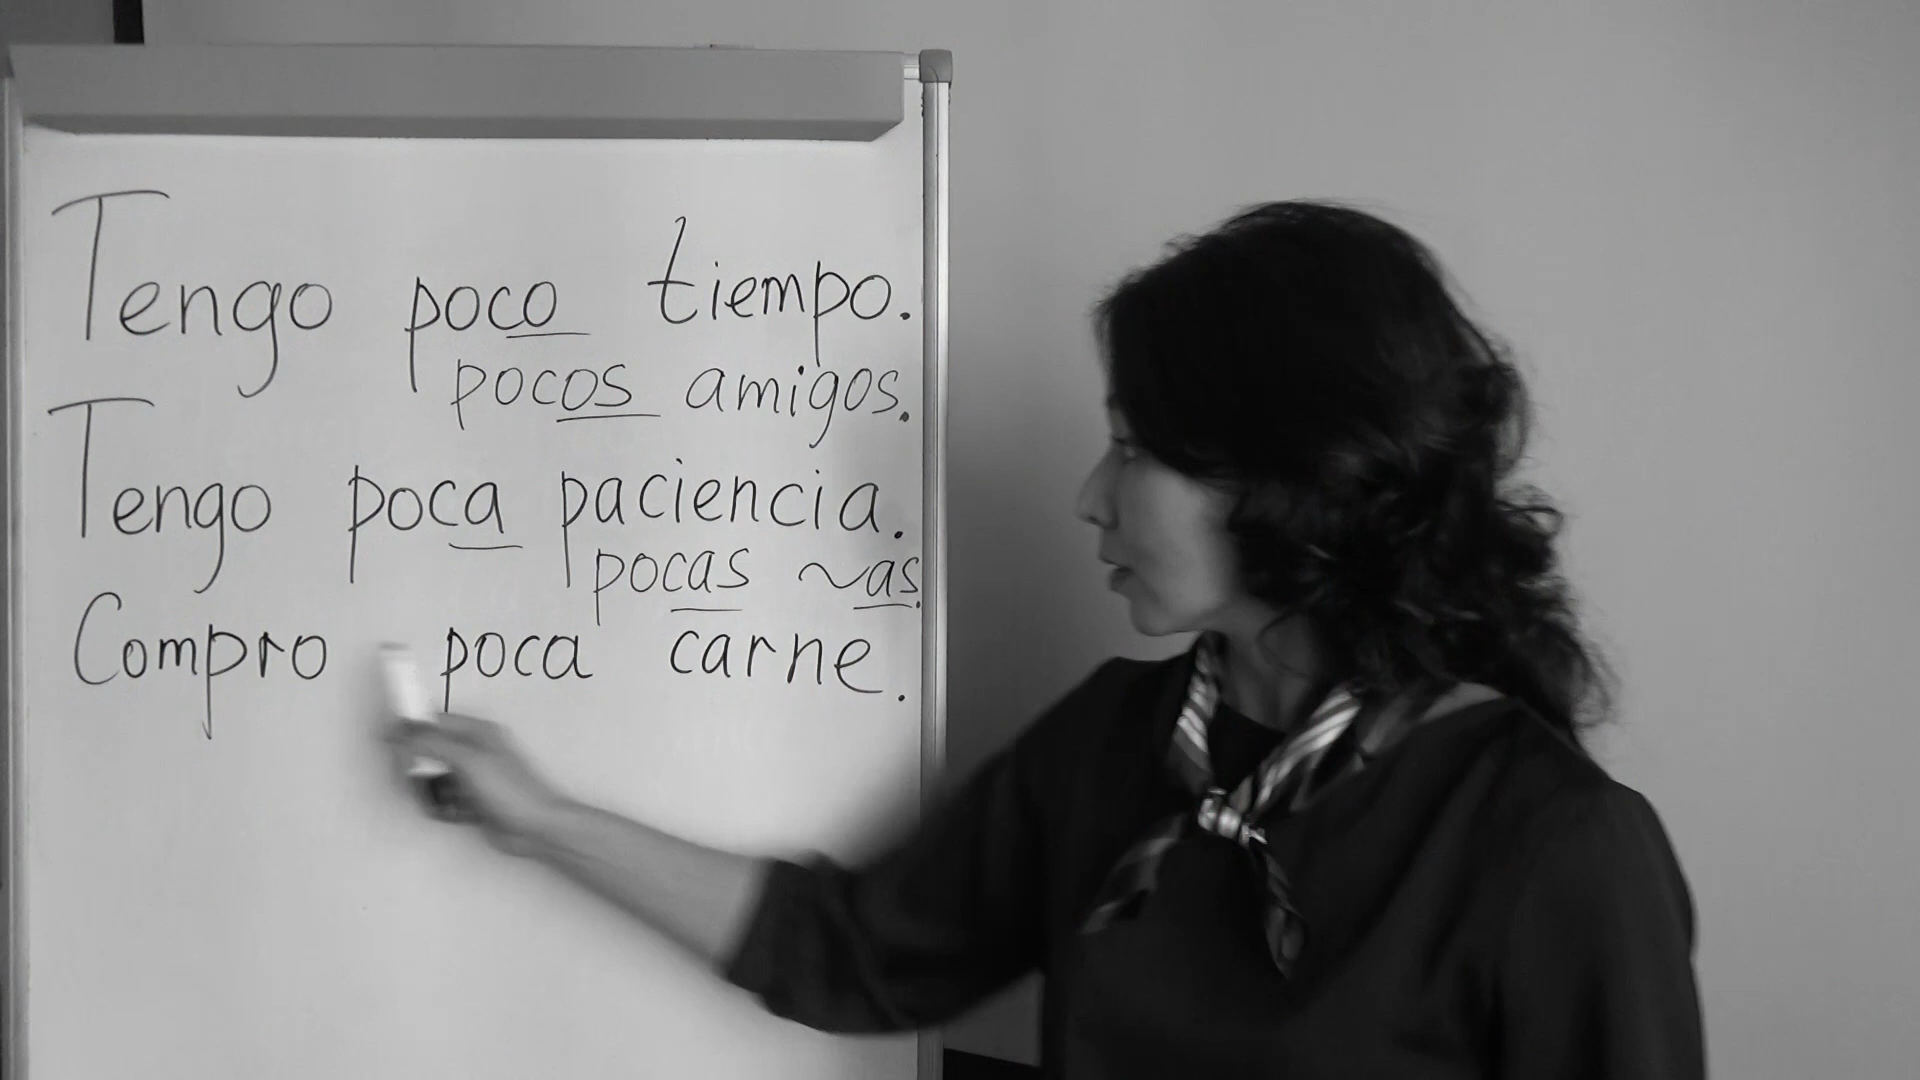 Tengo poco tiempo.
pocos amigos.
Tengo poca paciencia.
pocas ~as.
Compro poca carne.